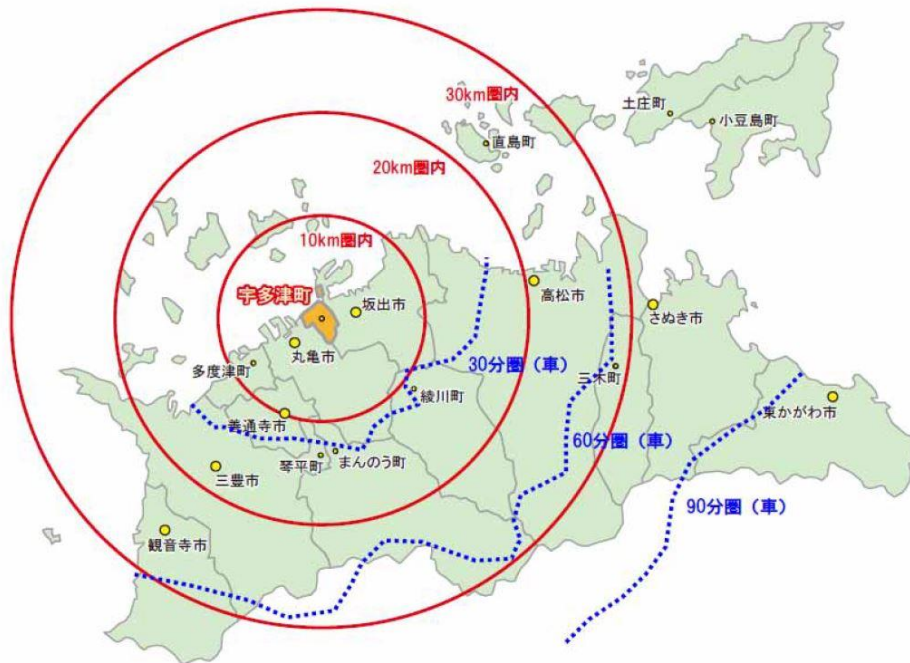 30km圏内
土庄町
小豆島町
直島町
20km圏内
10km圏内
宇多津町
坂出市
高松市
さぬき市
丸亀市
多度津町
30分圏（車）
三木町
綾川町
東かがわ市
善通寺市
60分圏（車）
琴平町
まんのう町
三豊市
90分圏（車）
観音寺市